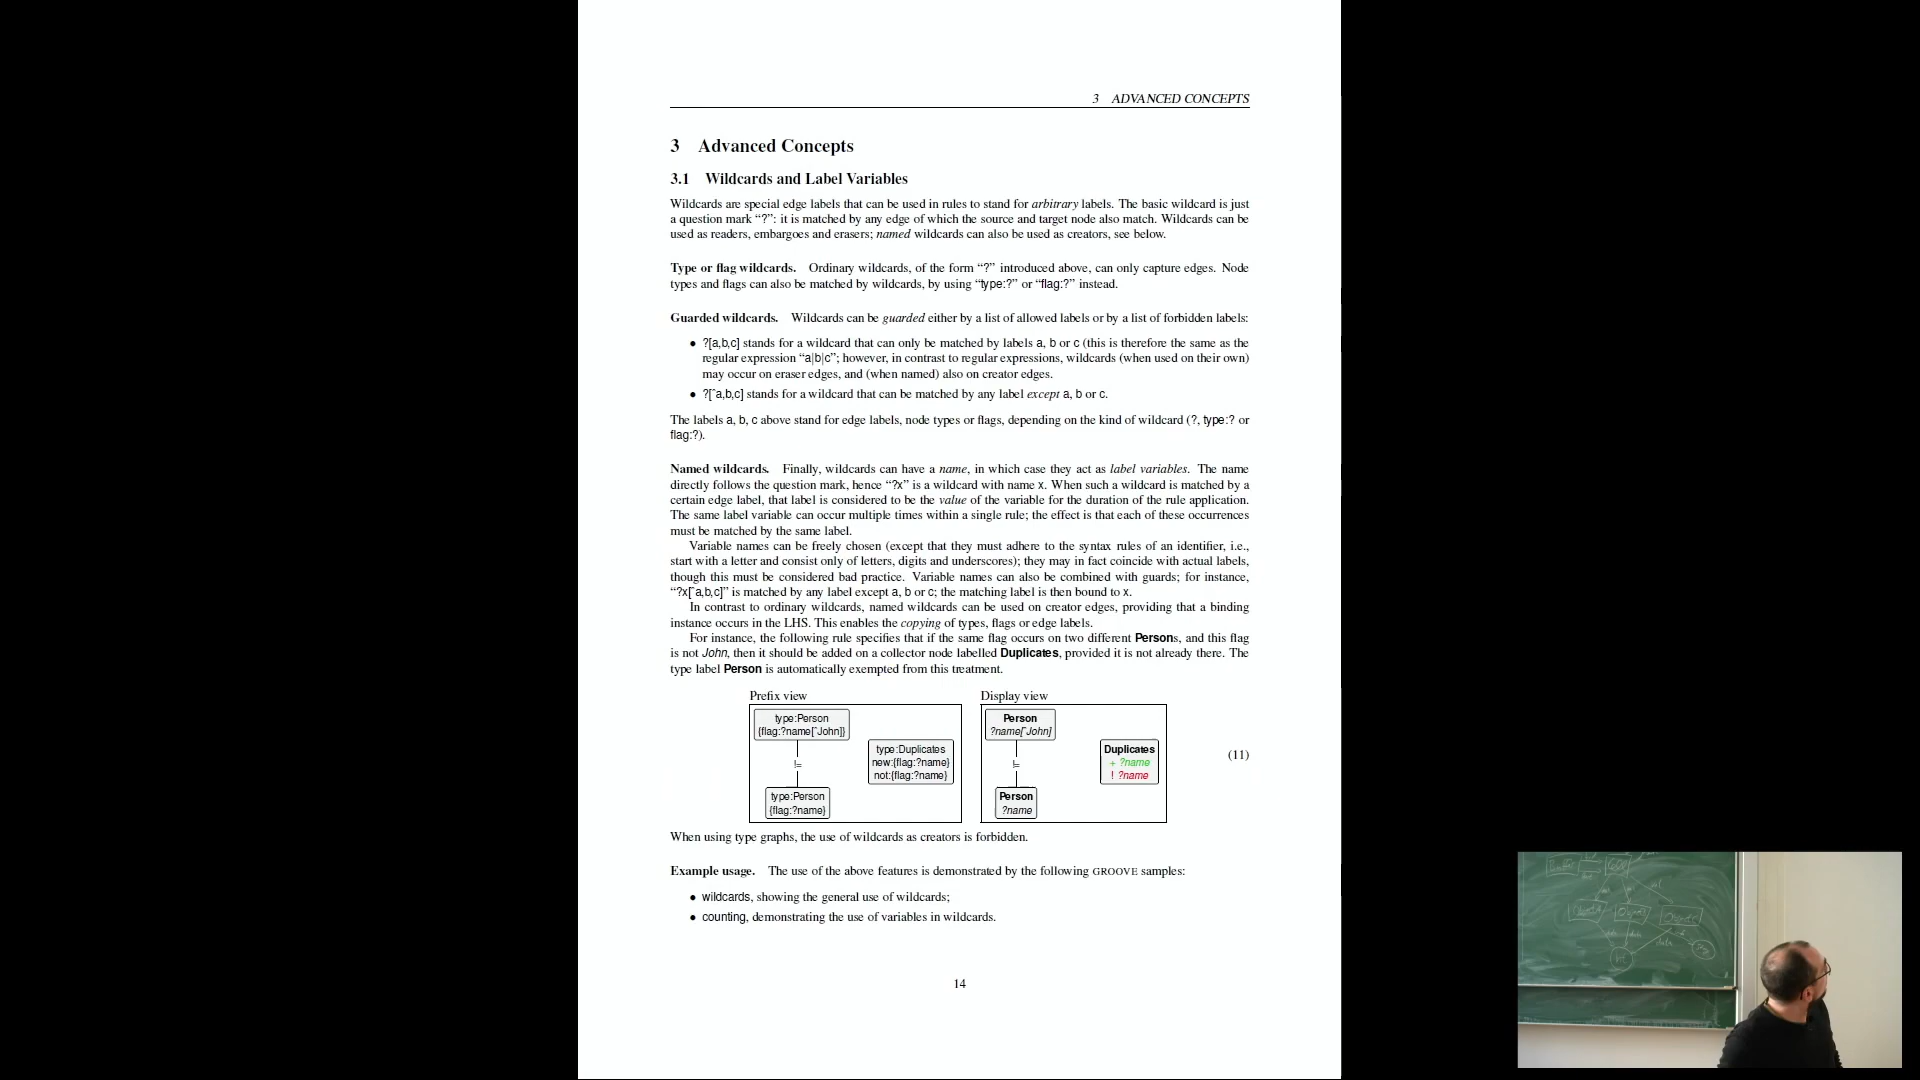 3 ADVANCED CONCEPTS
3 Advanced Concepts
3.1 Wildcards and Label Variables
Wildcards are special edge labels that can be used in rules to stand for arbitrary labels. The basic wildcard is just
a question mark “?”: it is matched by any edge of which the source and target node also match. Wildcards can be
used as readers, embargoes and erasers; named wildcards can also be used as creators, see below.
Type or flag wildcards. Ordinary wildcards, of the form “?” introduced above, can only capture edges. Node
types and flags can also be matched by wildcards, by using “type:?” or “flag:?” instead.
Guarded wildcards. Wildcards can be guarded either by a list of allowed labels or by a list of forbidden labels:
• ?[a,b,c] stands for a wildcard that can only be matched by labels a, b or c (this is therefore the same as the
regular expression “a|b|c”; however, in contrast to regular expressions, wildcards (when used on their own)
may occur on eraser edges, and (when named) also on creator edges.
• ?[^a,b,c] stands for a wildcard that can be matched by any label except a, b or c.
The labels a, b, c above stand for edge labels, node types or flags, depending on the kind of wildcard (?, type:? or
flag:?).
Named wildcards. Finally, wildcards can have a name, in which case they act as label variables. The name
directly follows the question mark, hence “?x” is a wildcard with name x. When such a wildcard is matched by a
certain edge label, that label is considered to be the value of the variable for the duration of the rule application.
The same label variable can occur multiple times within a single rule; the effect is that each of these occurrences
must be matched by the same label.
Variable names can be freely chosen (except that they must adhere to the syntax rules of an identifier, i.e.,
start with a letter and consist only of letters, digits and underscores); they may in fact coincide with actual labels,
though this must be considered bad practice. Variable names can also be combined with guards; for instance,
“?x[^a,b,c]” is matched by any label except a, b or c; the matching label is then bound to x.
In contrast to ordinary wildcards, named wildcards can be used on creator edges, providing that a binding
instance occurs in the LHS. This enables the copying of types, flags or edge labels.
For instance, the following rule specifies that if the same flag occurs on two different Persons, and this flag
is not John, then it should be added on a collector node labelled Duplicates, provided it is not already there. The
type label Person is automatically exempted from this treatment.
Prefix view
type:Person
{flag:?name[^John]}
!=
type:Person
{flag:?name}
type:Duplicates
new:{flag:?name}
not:{flag:?name}
Display view
Person
?name[^John]
!=
Person
?name
Duplicates
+ ?name
! ?name
(11)
When using type graphs, the use of wildcards as creators is forbidden.
Example usage. The use of the above features is demonstrated by the following GROOVE samples:
• wildcards, showing the general use of wildcards;
• counting, demonstrating the use of variables in wildcards.
14